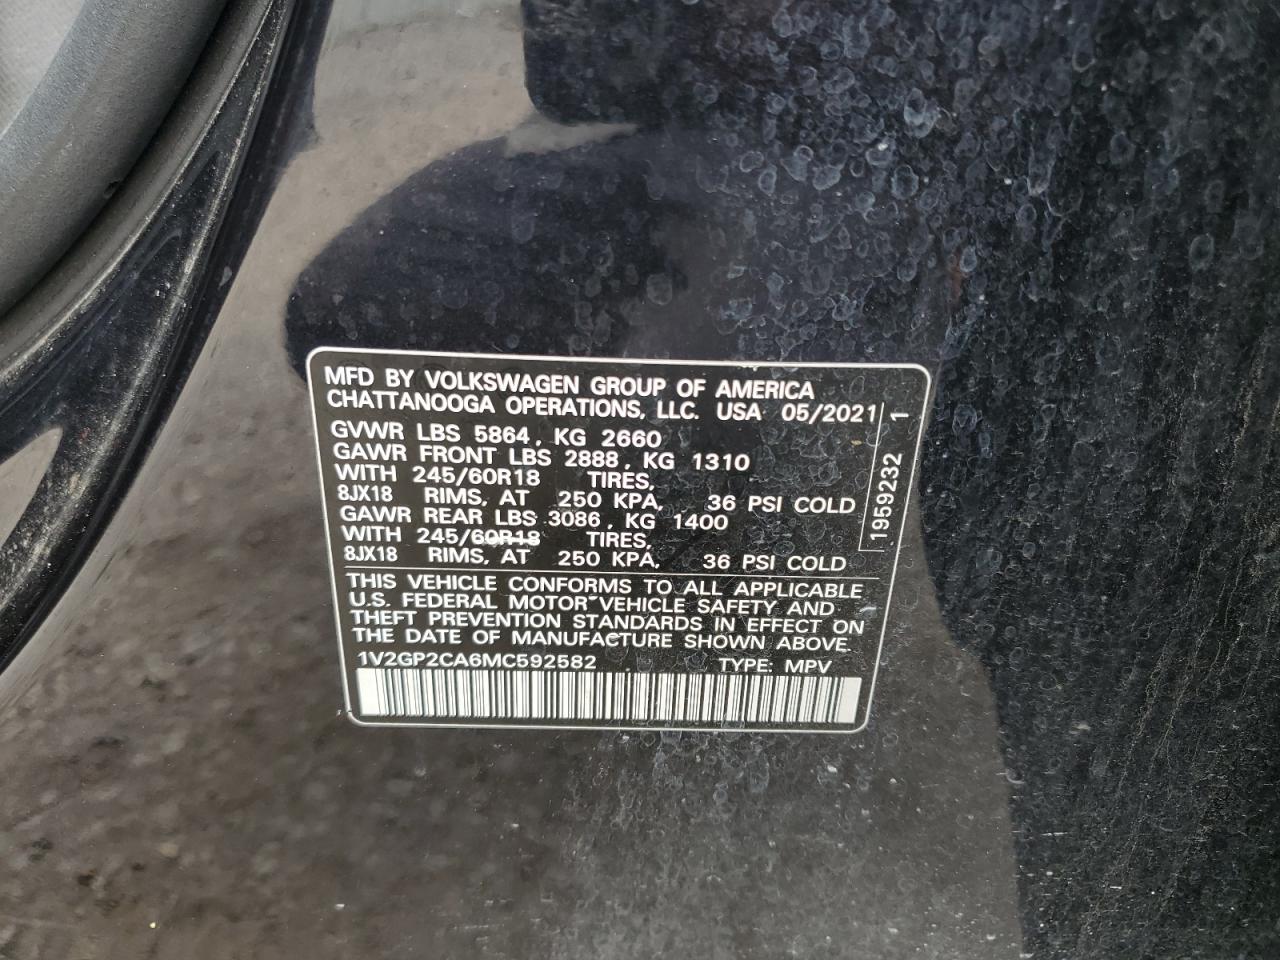 MFD BY VOLKSWAGEN GROUP OF AMERICA
CHATTANOOGA OPERATIONS, LLC. USA 05/2021
GVWR LBS 5864, KG 2660
GAWR FRONT LBS 2888, KG 1310
WITH 245/60R18 TIRES,
8JX18 RIMS, AT 250 KPA, 36 PSI COLD
GAWR REAR LBS 3086, KG 1400
WITH 245/60R18 TIRES,
8JX18 RIMS, AT 250 KPA, 36 PSI COLD
1959232 1
THIS VEHICLE CONFORMS TO ALL APPLICABLE
U.S. FEDERAL MOTOR VEHICLE SAFETY AND
THEFT PREVENTION STANDARDS IN EFFECT ON
THE DATE OF MANUFACTURE SHOWN ABOVE.
1V2GP2CA6MC592582 TYPE: MPV